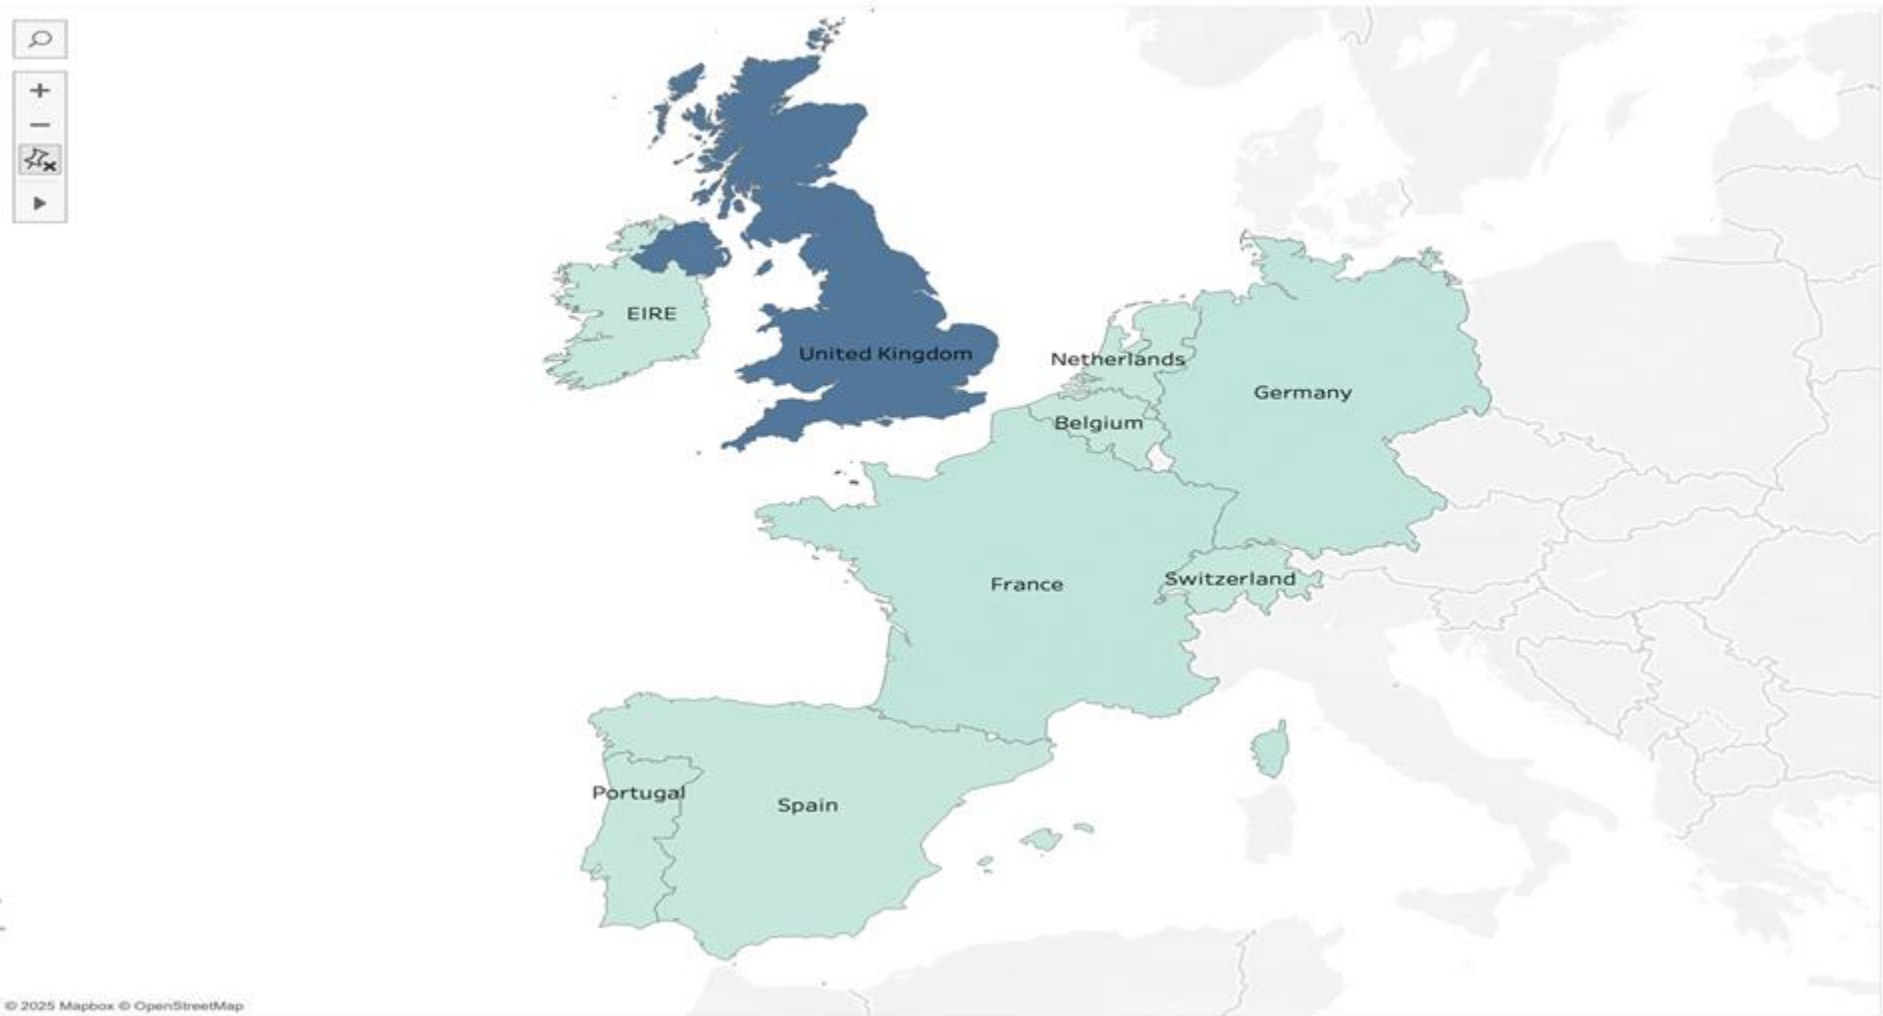 EIRE
United Kingdom
Netherlands
Germany
Belgium
France
Switzerland
Portugal
Spain
© 2025 Mapbox © OpenStreetMap